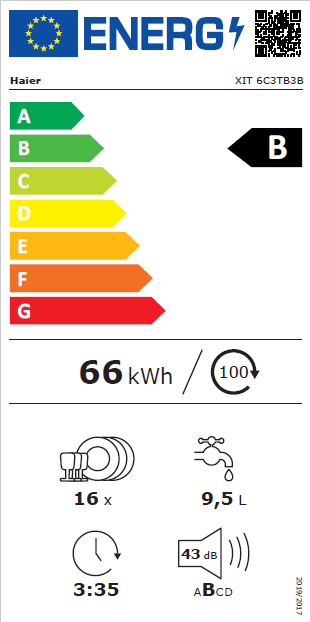 ENERG
Haier XIT 6C3TB3B
A
B
B
C
D
E
F
G
66 kWh / 100
16 x 9,5 L
43 dB
3:35 ABCD
2019/2017